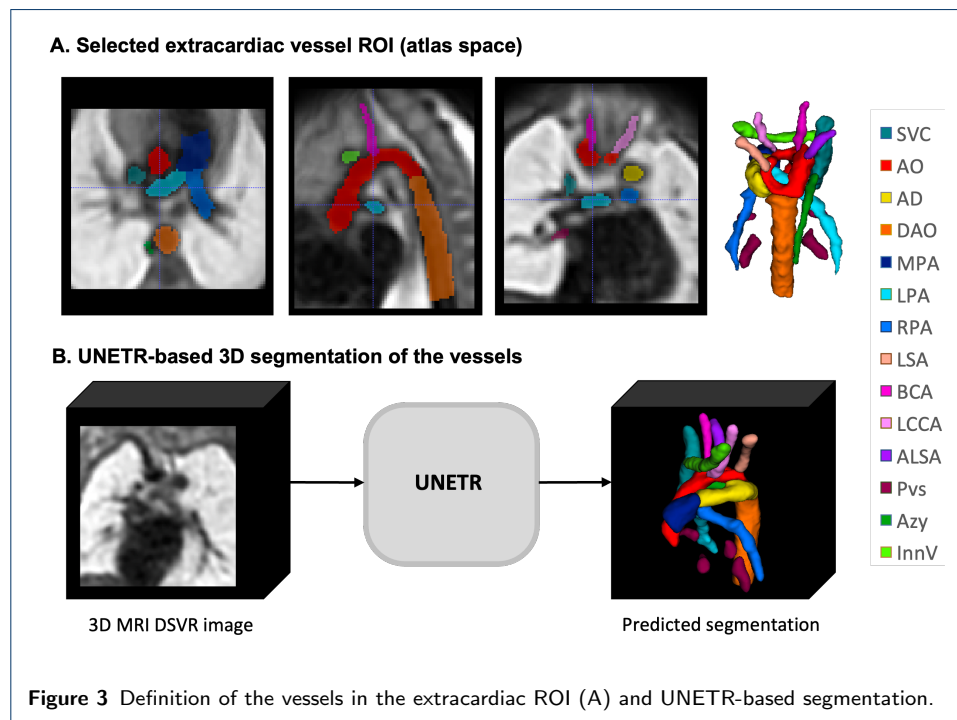 A. Selected extracardiac vessel ROI (atlas space)
SVC
AO
AD
DAO
MPA
LPA
RPA
LSA
BCA
LCCA
ALSA
Pvs
Azy
InnV
B. UNETR-based 3D segmentation of the vessels
UNETR
3D MRI DSVR image
Predicted segmentation
Figure 3 Definition of the vessels in the extracardiac ROI (A) and UNETR-based segmentation.